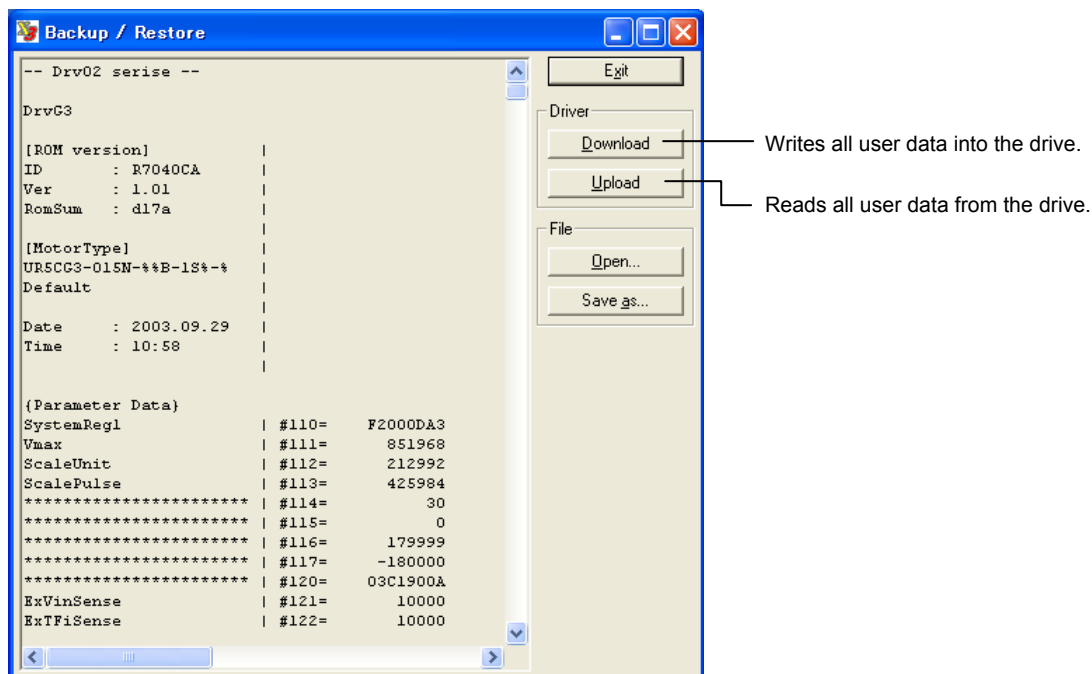 Backup / Restore
-- Drv02 serise --
DrvG3
[ROM version] |
ID : R7040CA |
Ver : 1.01 |
RomSum : d17a |
|
[MotorType] |
UR5CG3-015N-%%B-1S%-% |
Default |
|
Date : 2003.09.29 |
Time : 10:58 |
|
{Parameter Data}
SystemReg1 | #110= F2000DA3
Vmax | #111= 851968
ScaleUnit | #112= 212992
ScalePulse | #113= 425984
*********************** | #114= 30
*********************** | #115= 0
*********************** | #116= 179999
*********************** | #117= -180000
*********************** | #120= 03C1900A
ExVinSense | #121= 10000
ExTFiSense | #122= 10000
Exit
Driver
Download
Upload
File
Open...
Save as...
Writes all user data into the drive.
Reads all user data from the drive.